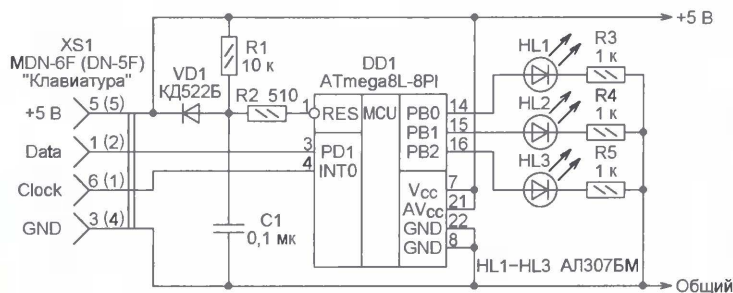 XS1
MDN-6F (DN-5F)
"Клавиатура"
5 (5)
+5 В
1 (2)
Data
6 (1)
Clock
3 (4)
GND
VD1
КД522Б
R1
10 к
R2 510
C1
0,1 мк
DD1
ATmega8L-8PI
1
RES
MCU
3
PD1
4
INT0
PB0
14
PB1
15
PB2
16
VCC
7
AVCC
21
GND
22
GND
8
HL1
HL2
HL3
R3
1 к
R4
1 к
R5
1 к
+5 В
HL1-HL3 АЛ307БМ
Общий